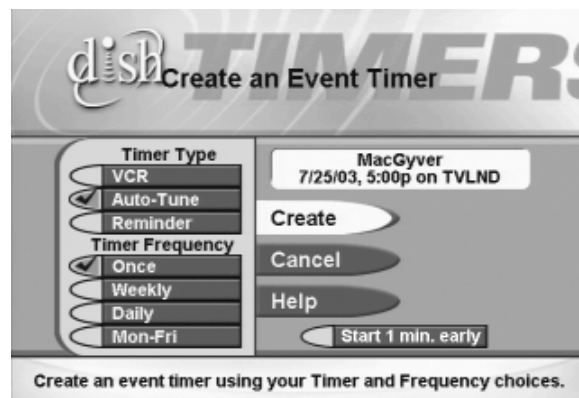 TIMERS
dish
Create an Event Timer
Timer Type
VCR
Auto-Tune
Reminder
Timer Frequency
Once
Weekly
Daily
Mon-Fri
MacGyver
7/25/03, 5:00p on TVLND
Create
Cancel
Help
Start 1 min. early
Create an event timer using your Timer and Frequency choices.